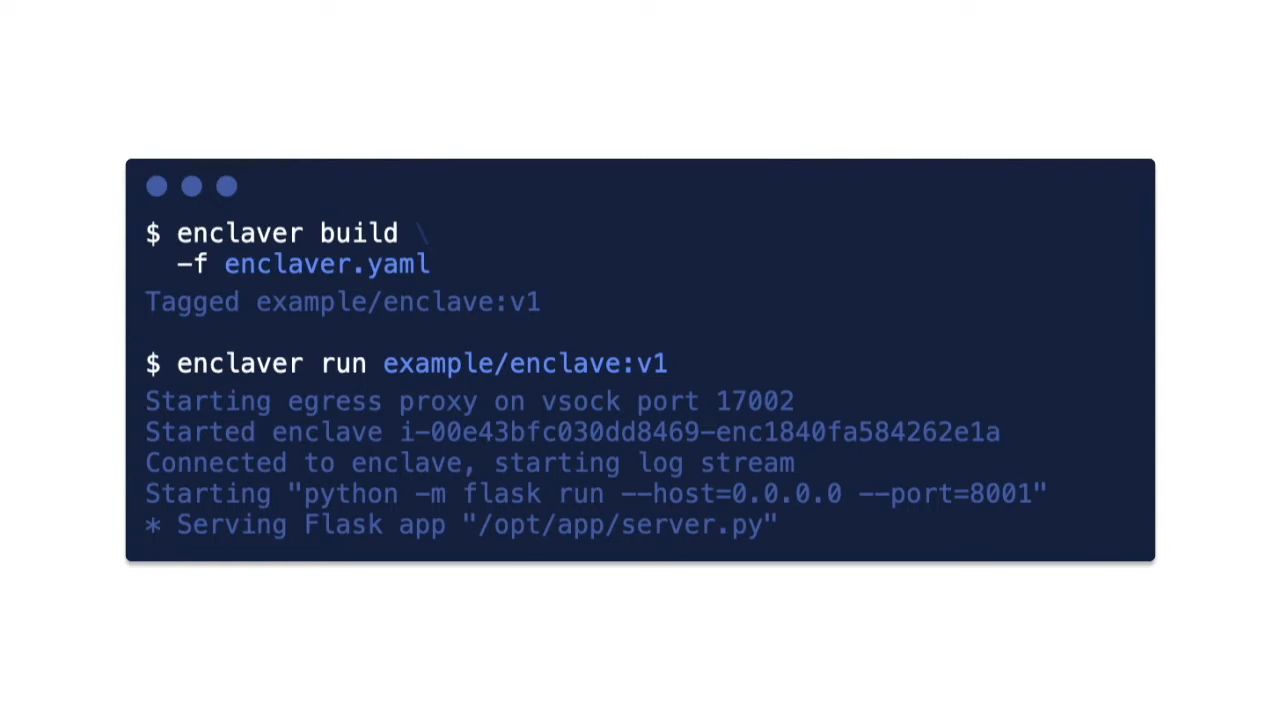 $ enclaver build \
-f enclaver.yaml
Tagged example/enclave:v1
$ enclaver run example/enclave:v1
Starting egress proxy on vsock port 17002
Started enclave i-00e43bfc030dd8469-enc1840fa584262e1a
Connected to enclave, starting log stream
Starting "python -m flask run --host=0.0.0.0 --port=8001"
* Serving Flask app "/opt/app/server.py"